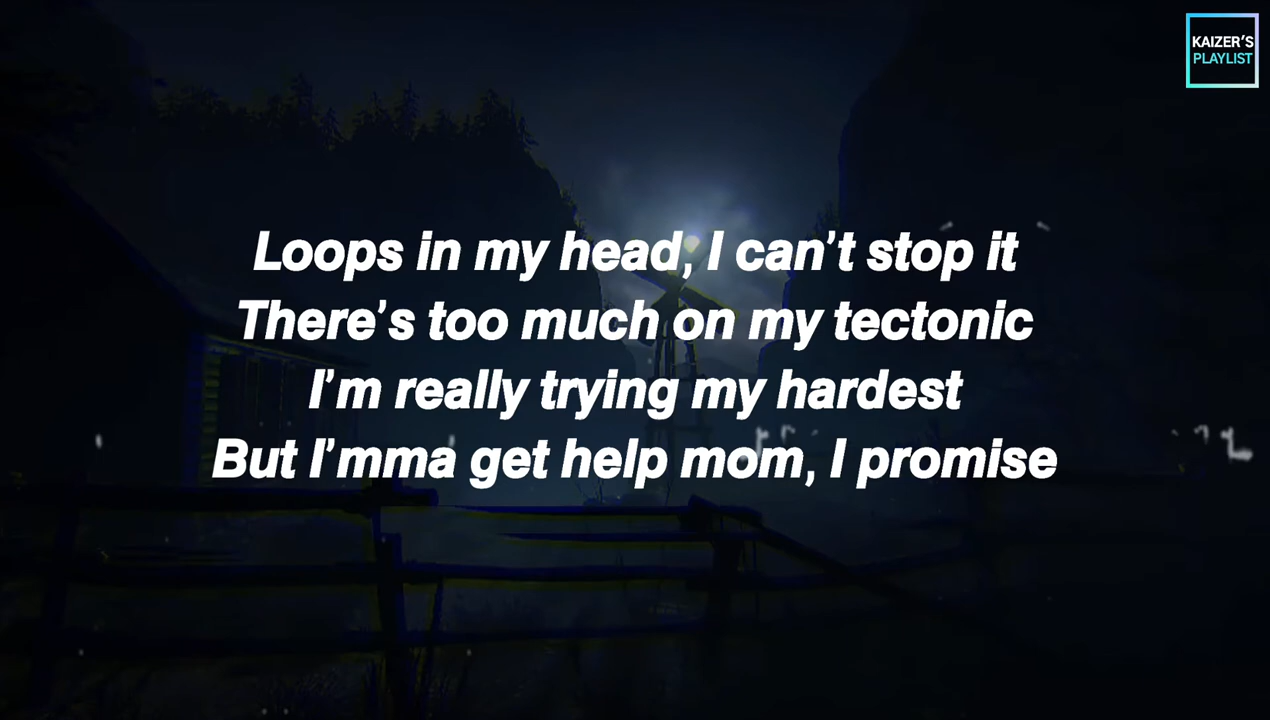 KAIZER'S
PLAYLIST
Loops in my head, I can't stop it
There's too much on my tectonic
I'm really trying my hardest
But I'mma get help mom, I promise